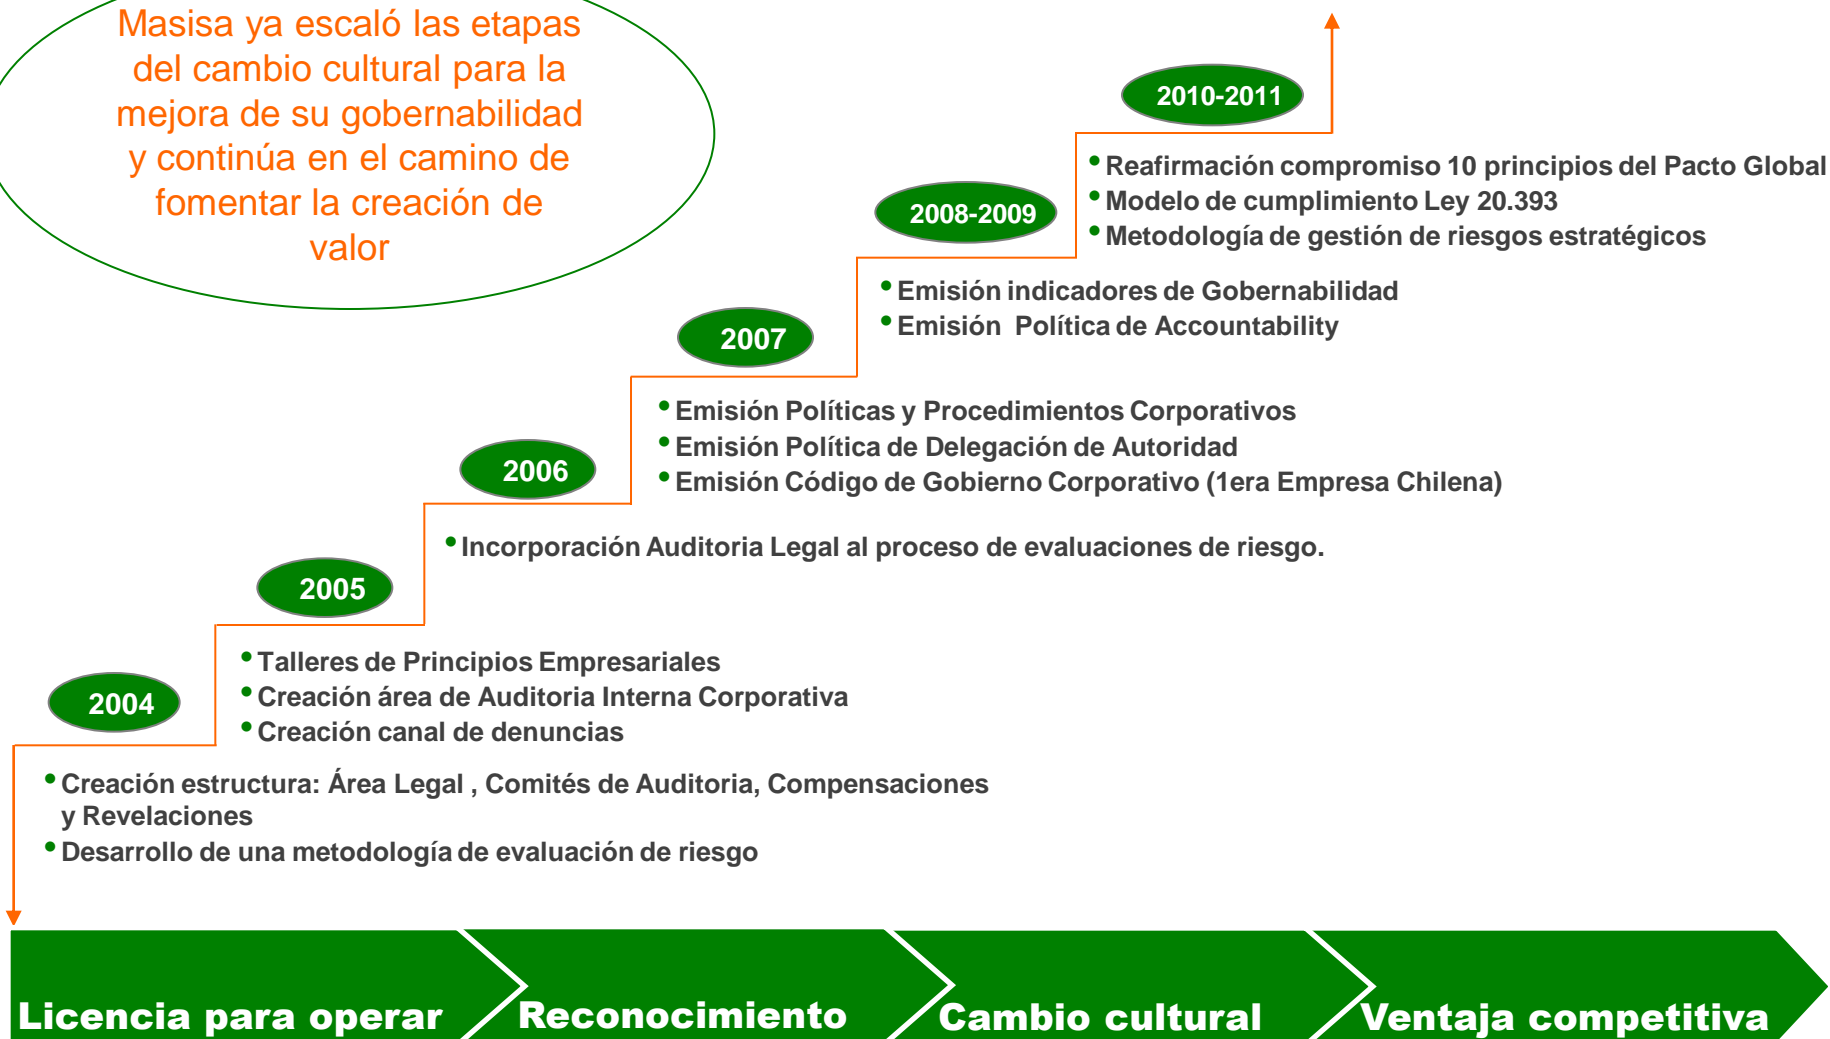 Masisa ya escaló las etapas
del cambio cultural para la
mejora de su gobernabilidad
y continúa en el camino de
fomentar la creación de
valor
2010-2011
• Reafirmación compromiso 10 principios del Pacto Global
• Modelo de cumplimiento Ley 20.393
• Metodología de gestión de riesgos estratégicos
2008-2009
• Emisión indicadores de Gobernabilidad
• Emisión Política de Accountability
2007
• Emisión Políticas y Procedimientos Corporativos
• Emisión Política de Delegación de Autoridad
• Emisión Código de Gobierno Corporativo (1era Empresa Chilena)
2006
• Incorporación Auditoria Legal al proceso de evaluaciones de riesgo.
2005
• Talleres de Principios Empresariales
• Creación área de Auditoria Interna Corporativa
• Creación canal de denuncias
2004
• Creación estructura: Área Legal , Comités de Auditoria, Compensaciones
y Revelaciones
• Desarrollo de una metodología de evaluación de riesgo
Licencia para operar
Reconocimiento
Cambio cultural
Ventaja competitiva